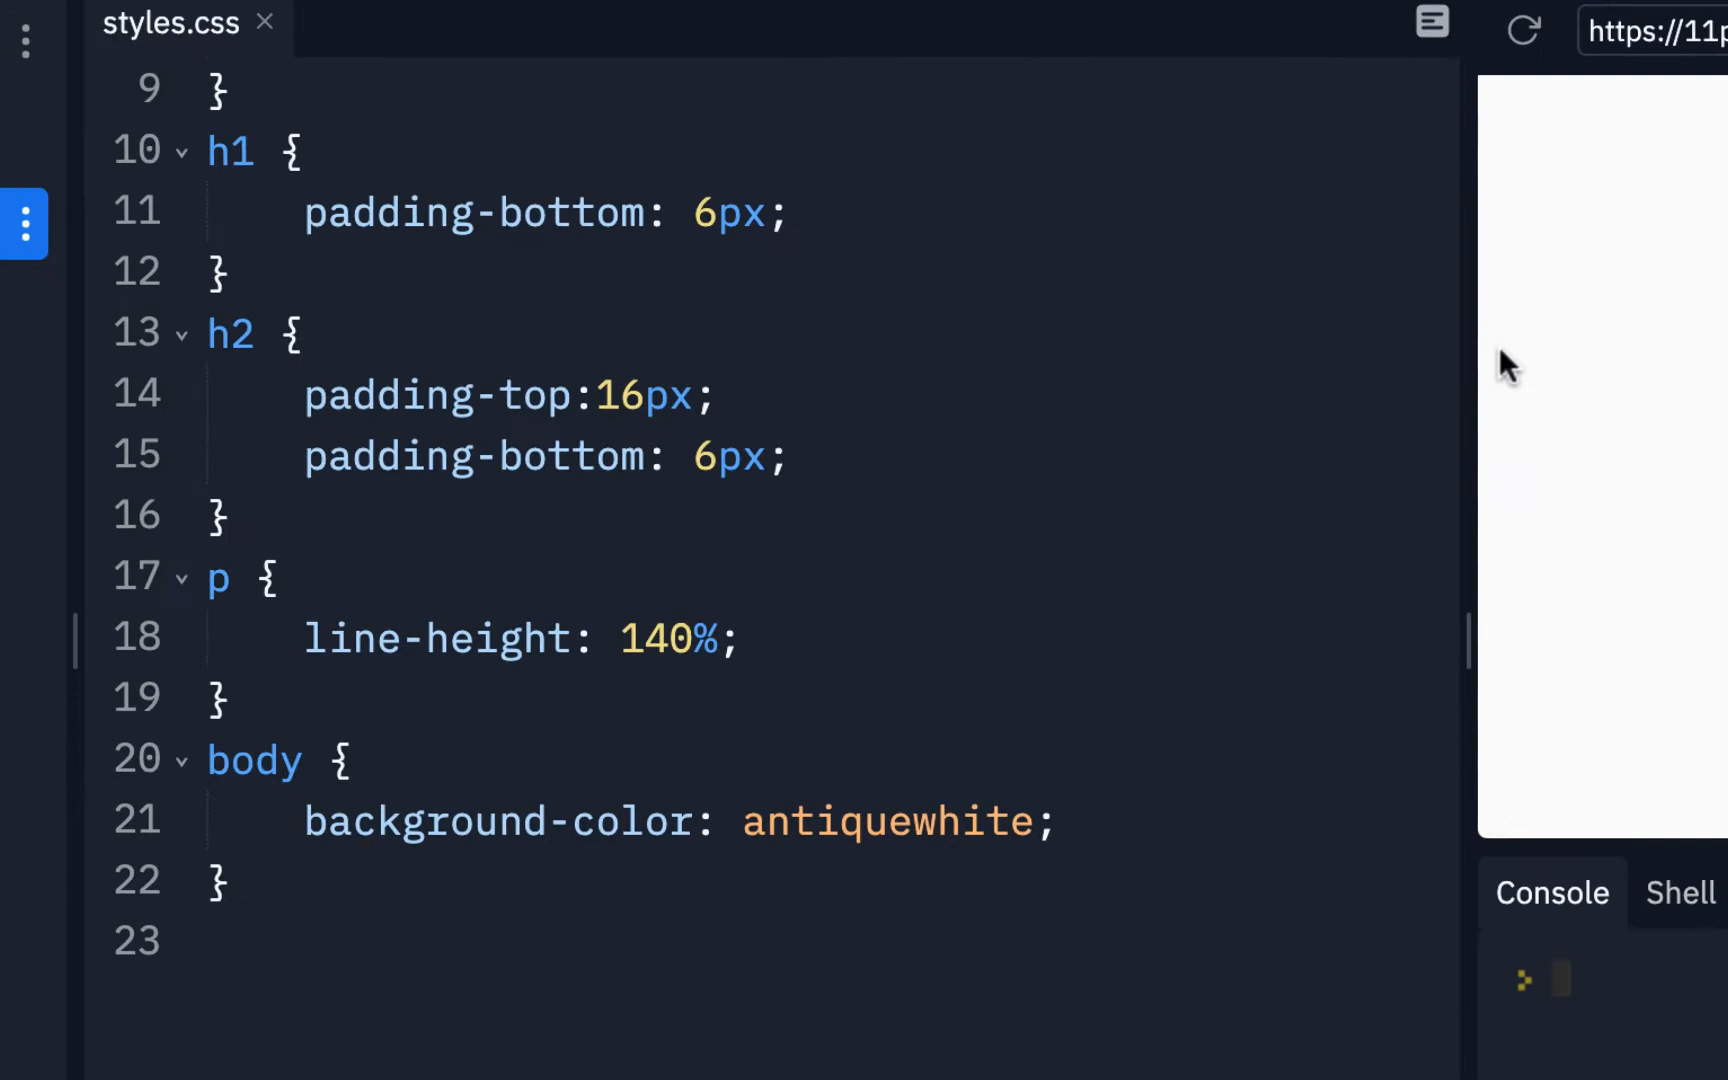 styles.css ×
https://11p
9 }
10 h1 {
11 padding-bottom: 6px;
12 }
13 h2 {
14 padding-top:16px;
15 padding-bottom: 6px;
16 }
17 p {
18 line-height: 140%;
19 }
20 body {
21 background-color: antiquewhite;
22 }
23
Console Shell